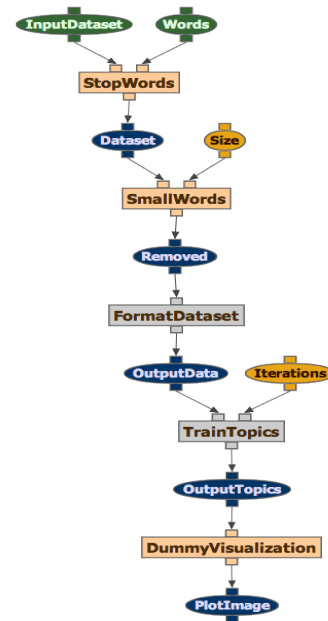 InputDataset
Words
StopWords
Dataset
Size
SmallWords
Removed
FormatDataset
OutputData
Iterations
TrainTopics
OutputTopics
DummyVisualization
PlotImage